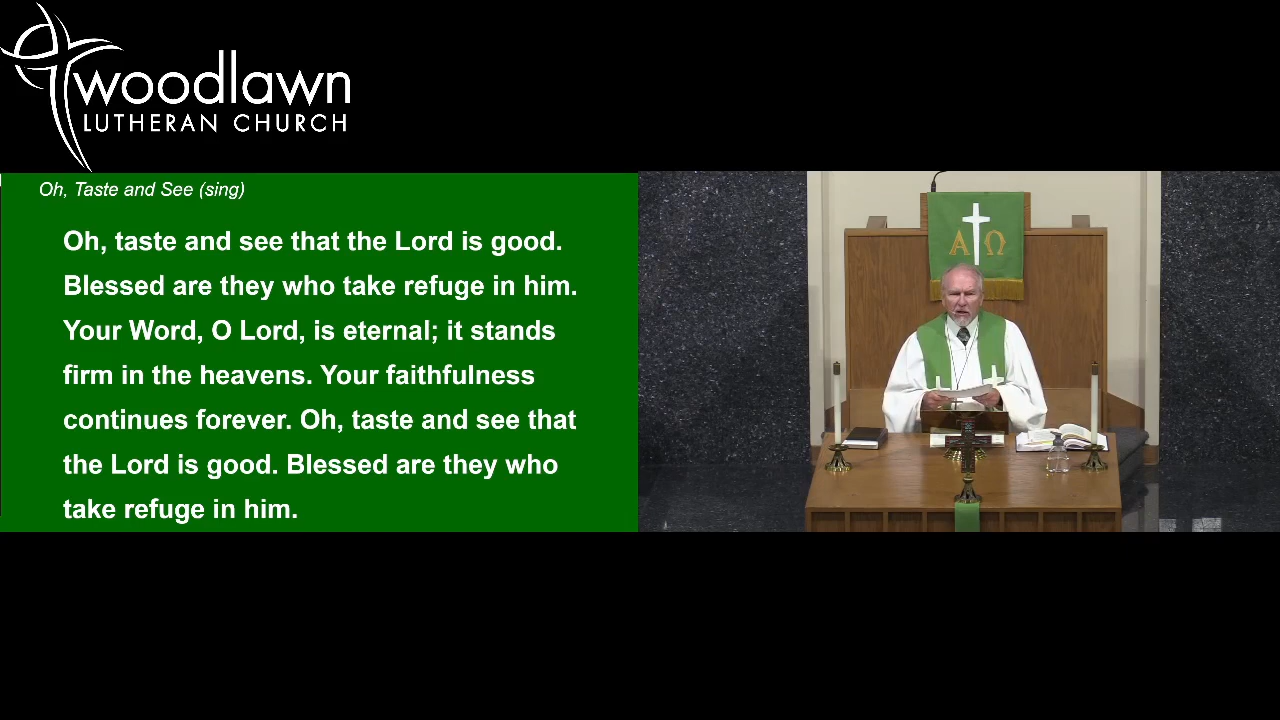 woodlawn
LUTHERAN CHURCH
Oh, Taste and See (sing)
Oh, taste and see that the Lord is good.
Blessed are they who take refuge in him.
Your Word, O Lord, is eternal; it stands
firm in the heavens. Your faithfulness
continues forever. Oh, taste and see that
the Lord is good. Blessed are they who
take refuge in him.
Α Ω